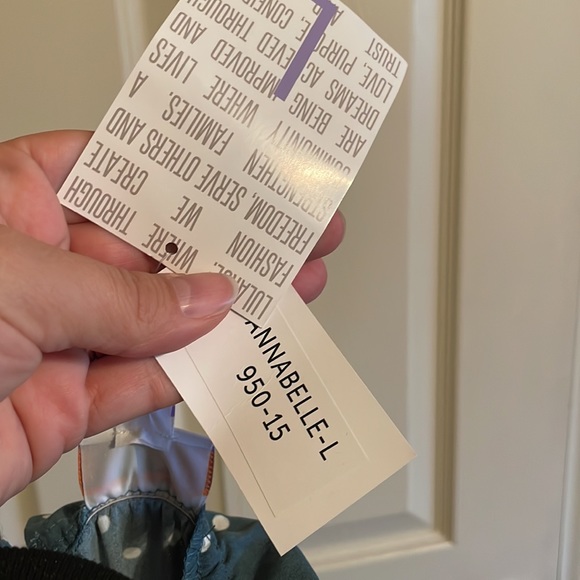 LULAROE, WHERE THROUGH
FASHION WE CREATE
FREEDOM, SERVE OTHERS AND
STRENGTHEN FAMILIES. A
COMMUNITY WHERE LIVES
ARE BEING IMPROVED AND
DREAMS ACHIEVED THROUGH
LOVE, PURPOSE,
TRUST
L
ANNABELLE-L
950-15